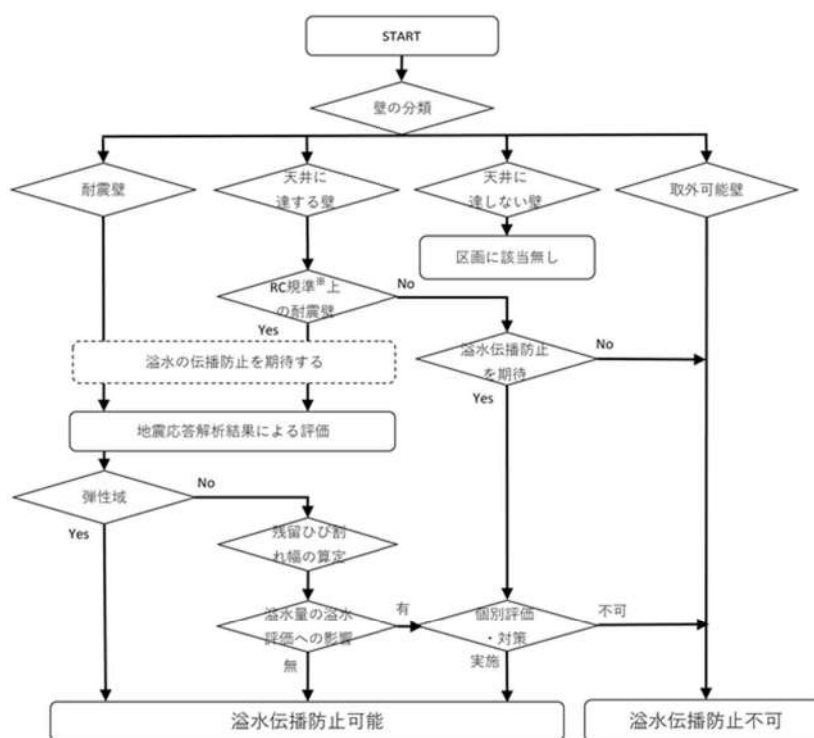 START
壁の分類
耐震壁
天井に
達する壁
天井に
達しない壁
取外可能壁
区画に該当無し
RC規準※上
の耐震壁
No
Yes
溢水の伝播防止を期待する
溢水伝播防止
を期待
No
Yes
地震応答解析結果による評価
弾性域
No
Yes
残留ひび割
れ幅の算定
溢水量の溢水
評価への影響
有
無
個別評価
・対策
不可
実施
溢水伝播防止可能
溢水伝播防止不可